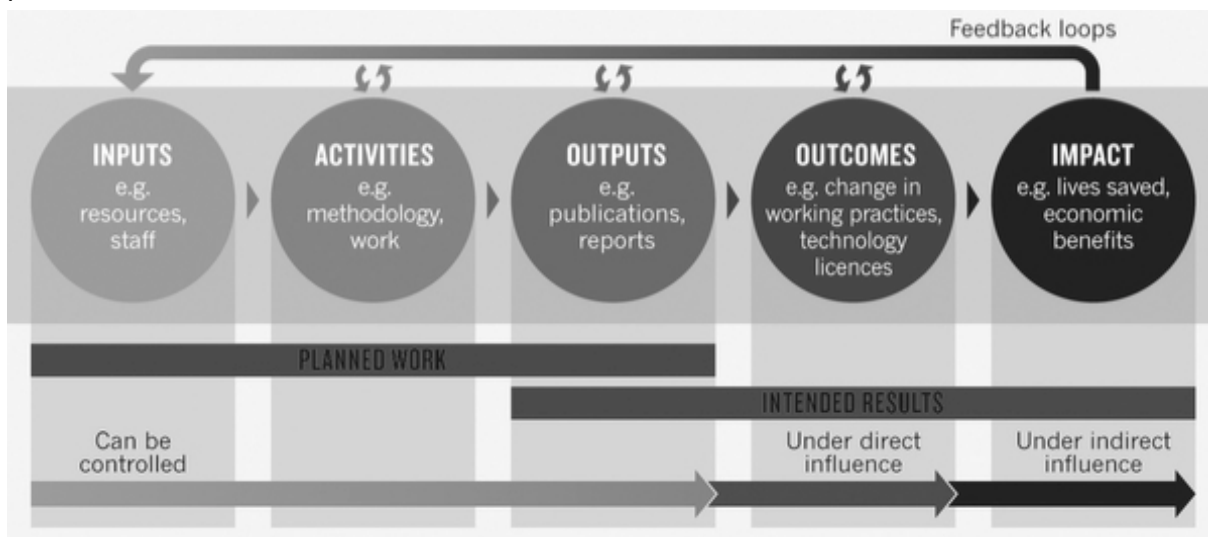 Feedback loops
INPUTS
e.g.
resources,
staff
ACTIVITIES
e.g.
methodology,
work
OUTPUTS
e.g.
publications,
reports
OUTCOMES
e.g. change in
working practices,
technology
licences
IMPACT
e.g. lives saved,
economic
benefits
PLANNED WORK
INTENDED RESULTS
Can be
controlled
Under direct
influence
Under indirect
influence